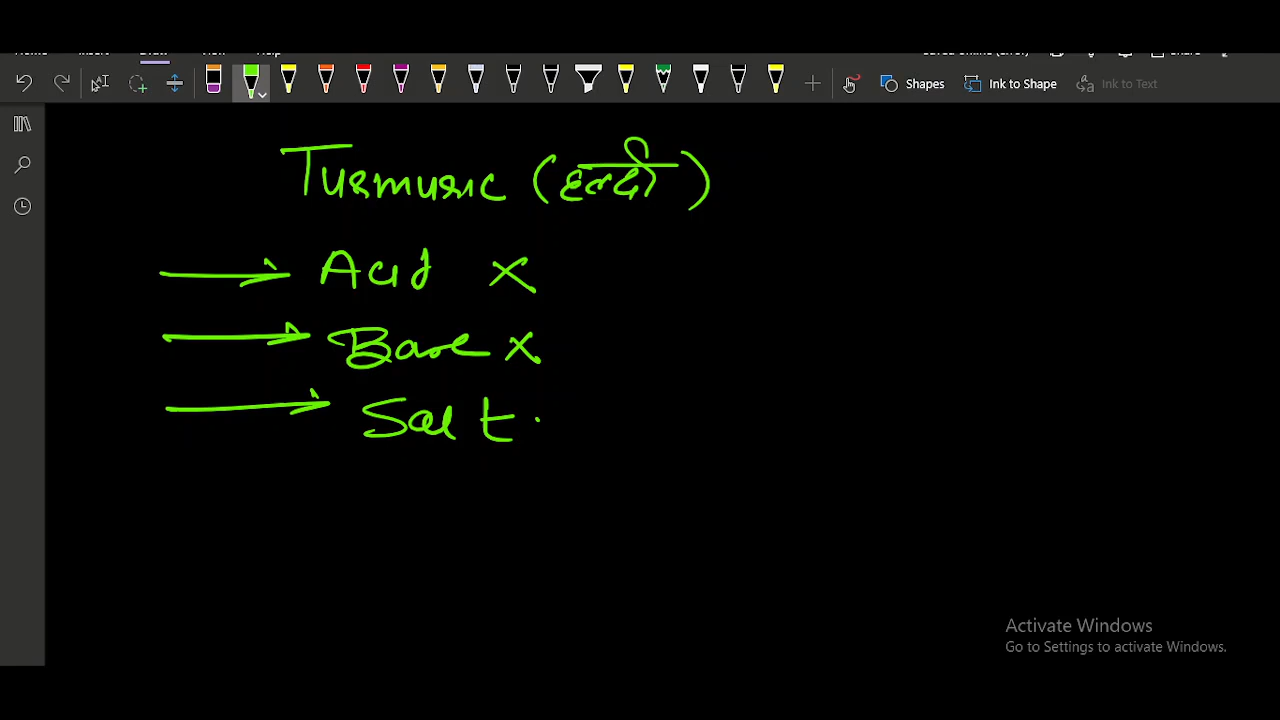 Shapes Ink to Shape Ink to Text
Turmuric (हल्दी)
→ Acid ×
→ Base ×
→ Salt .
Activate Windows
Go to Settings to activate Windows.